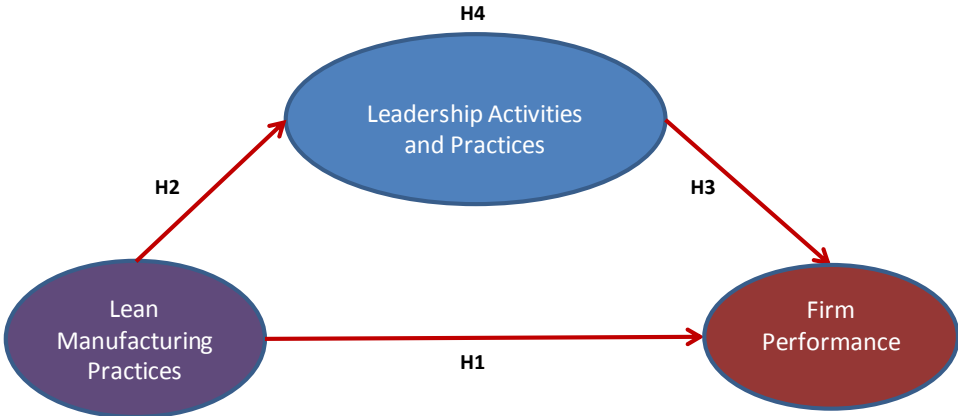 H4
Leadership Activities
and Practices
H2
H3
Lean
Manufacturing
Practices
Firm
Performance
H1